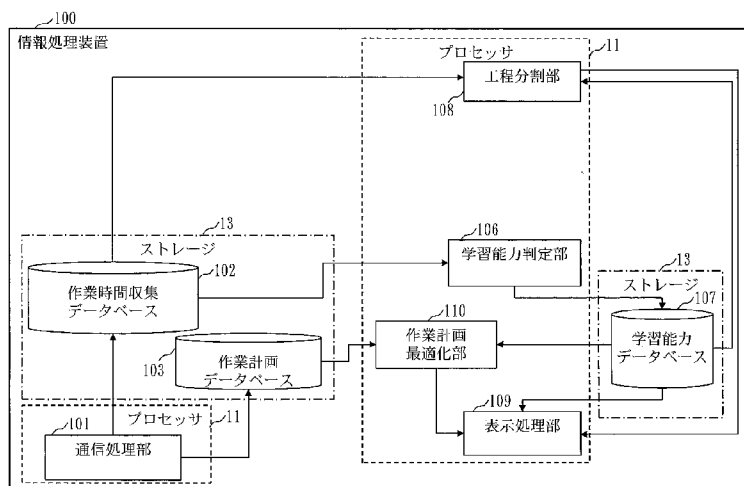 100
情報処理装置
11
プロセッサ
工程分割部
108
13
ストレージ
102
作業時間収集
データベース
106
学習能力判定部
13
ストレージ
107
学習能力
データベース
110
作業計画
最適化部
103
作業計画
データベース
109
表示処理部
プロセッサ
11
101
通信処理部